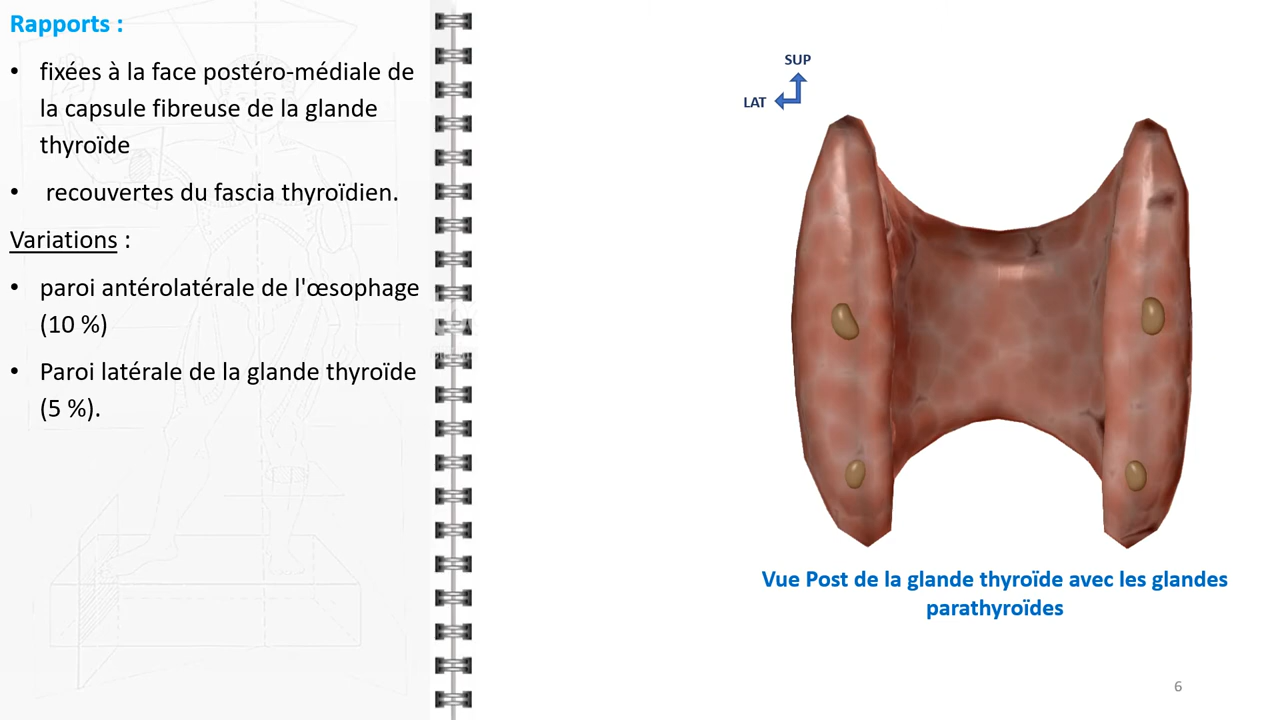 Rapports :
• fixées à la face postéro-médiale de
la capsule fibreuse de la glande
thyroïde
• recouvertes du fascia thyroïdien.
Variations :
• paroi antérolatérale de l'œsophage
(10 %)
• Paroi latérale de la glande thyroïde
(5 %).
SUP
LAT
Vue Post de la glande thyroïde avec les glandes
parathyroïdes
6